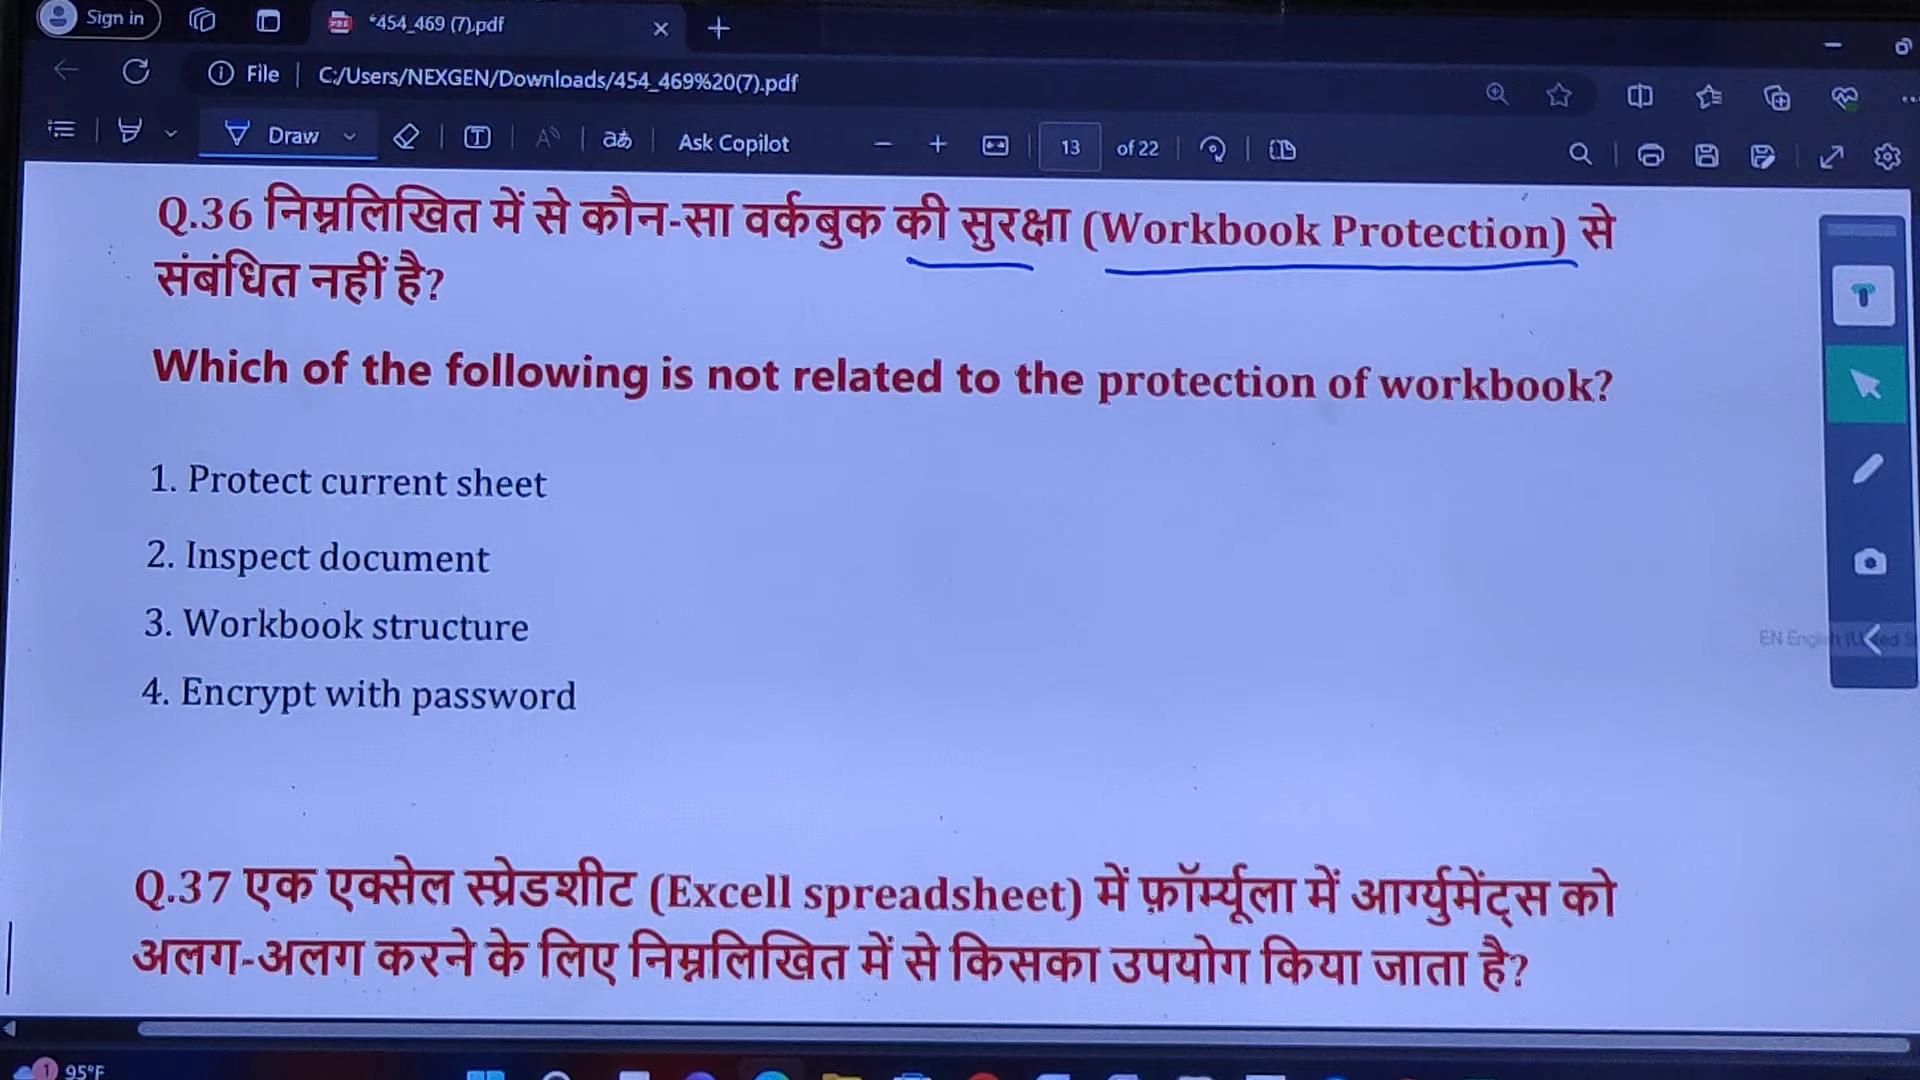 Sign in
*454_469 (7).pdf
File
C:/Users/NEXGEN/Downloads/454_469%20(7).pdf
Draw
aあ
Ask Copilot
13 of 22
Q.36 निम्नलिखित में से कौन-सा वर्कबुक की सुरक्षा (Workbook Protection) से
संबंधित नहीं है?
Which of the following is not related to the protection of workbook?
1. Protect current sheet
2. Inspect document
3. Workbook structure
4. Encrypt with password
Q.37 एक एक्सेल स्प्रेडशीट (Excell spreadsheet) में फ़ॉर्म्यूला में आर्ग्युमेंट्स को
अलग-अलग करने के लिए निम्नलिखित में से किसका उपयोग किया जाता है?
1 95°F